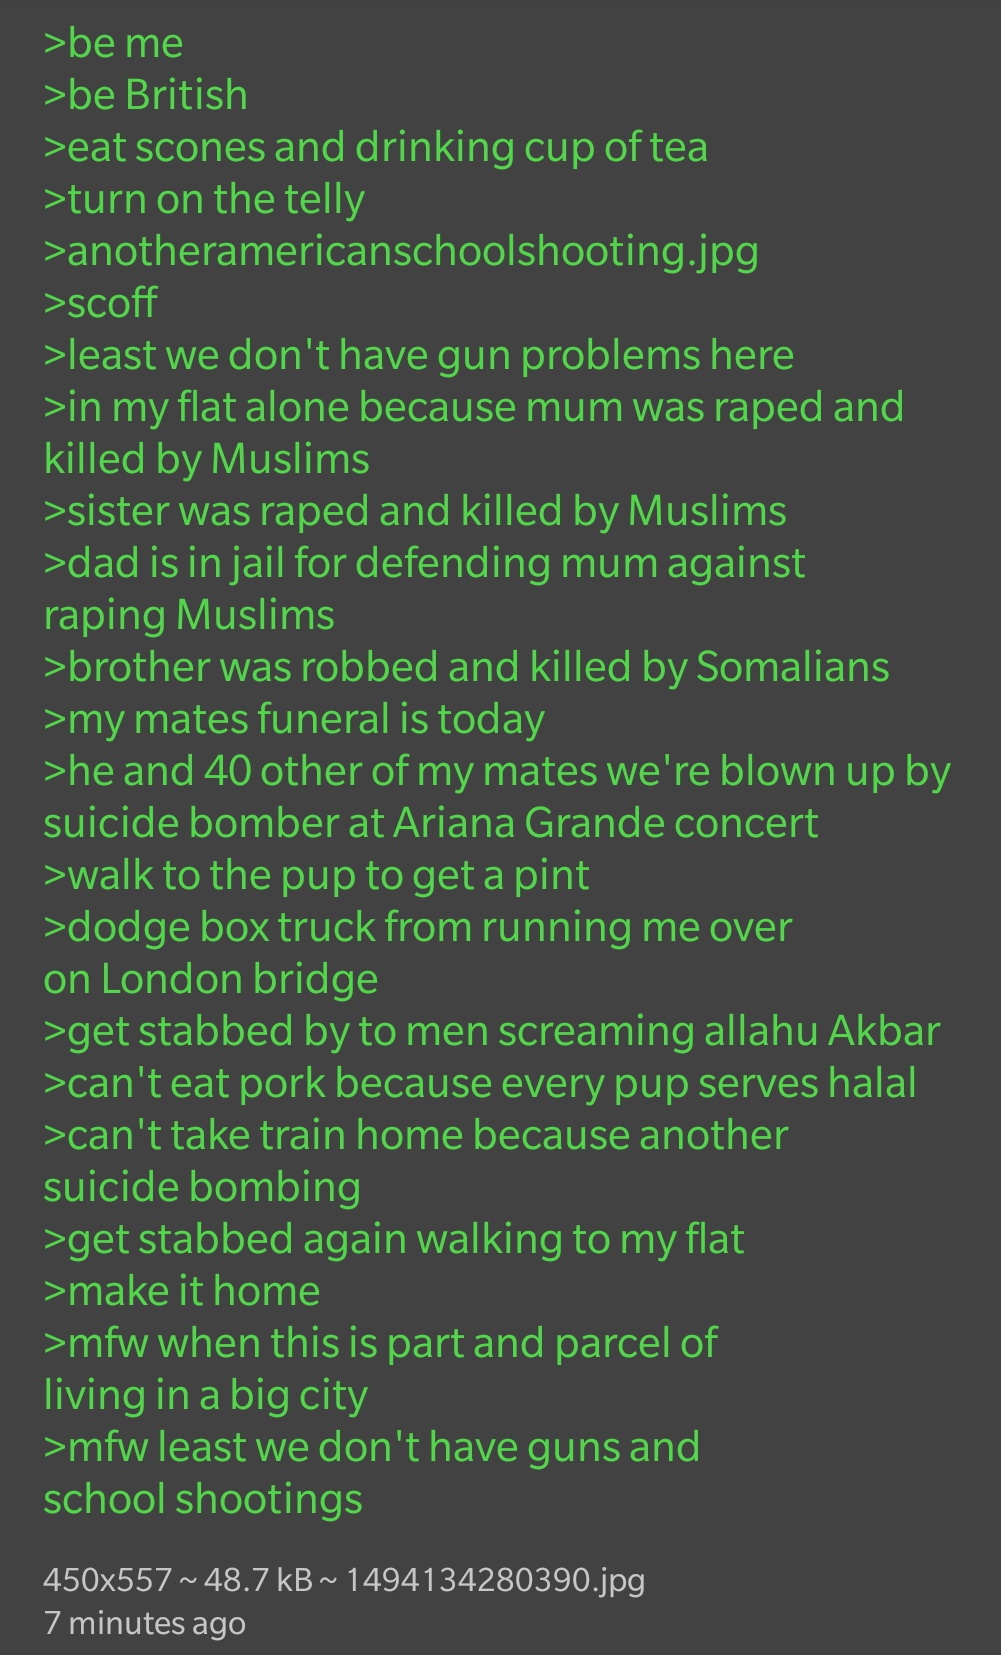 >be me
>be British
>eat scones and drinking cup of tea
>turn on the telly
>anotheramericanschoolshooting.jpg
>scoff
>least we don't have gun problems here
>in my flat alone because mum was raped and
killed by Muslims
>sister was raped and killed by Muslims
>dad is in jail for defending mum against
raping Muslims
>brother was robbed and killed by Somalians
>my mates funeral is today
>he and 40 other of my mates we're blown up by
suicide bomber at Ariana Grande concert
>walk to the pup to get a pint
>dodge box truck from running me over
on London bridge
>get stabbed by to men screaming allahu Akbar
>can't eat pork because every pup serves halal
>can't take train home because another
suicide bombing
>get stabbed again walking to my flat
>make it home
>mfw when this is part and parcel of
living in a big city
>mfw least we don't have guns and
school shootings
450x557 ~ 48.7 kB ~ 1494134280390.jpg
7 minutes ago